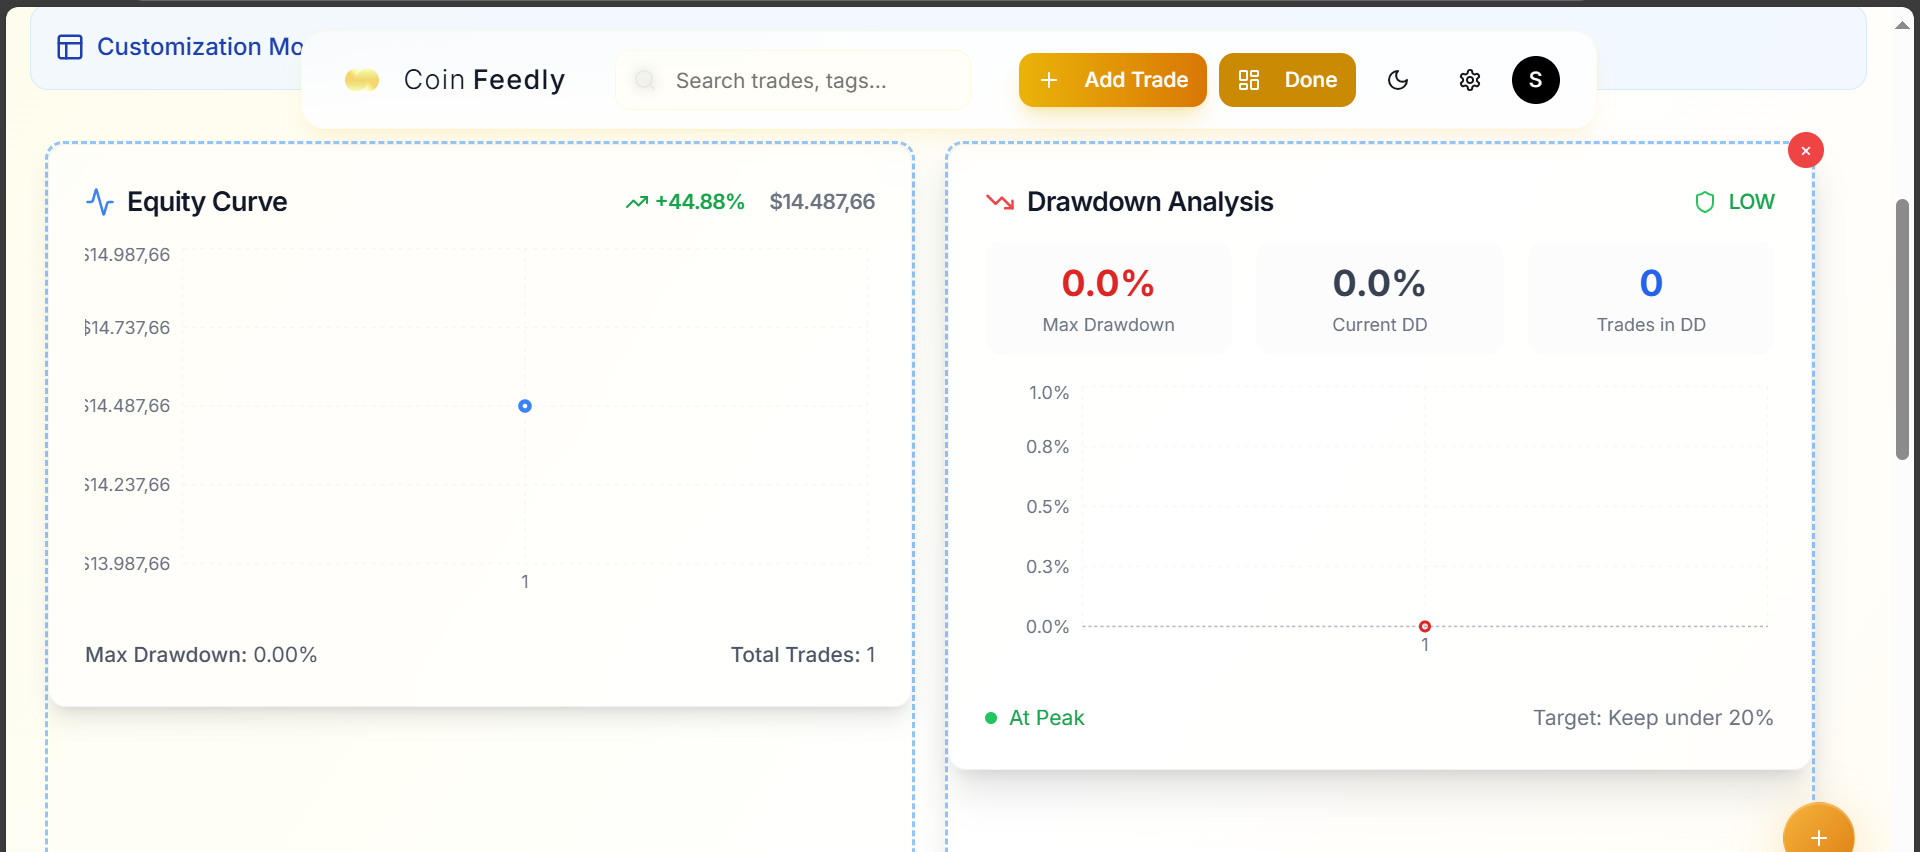 Customization Mo
Coin Feedly
Search trades, tags...
Add Trade
Done
S
Equity Curve
+44.88%
$14.487,66
$14.987,66
$14.737,66
$14.487,66
$14.237,66
$13.987,66
1
Max Drawdown: 0.00%
Total Trades: 1
Drawdown Analysis
LOW
0.0%
Max Drawdown
0.0%
Current DD
0
Trades in DD
1.0%
0.8%
0.5%
0.3%
0.0%
1
At Peak
Target: Keep under 20%